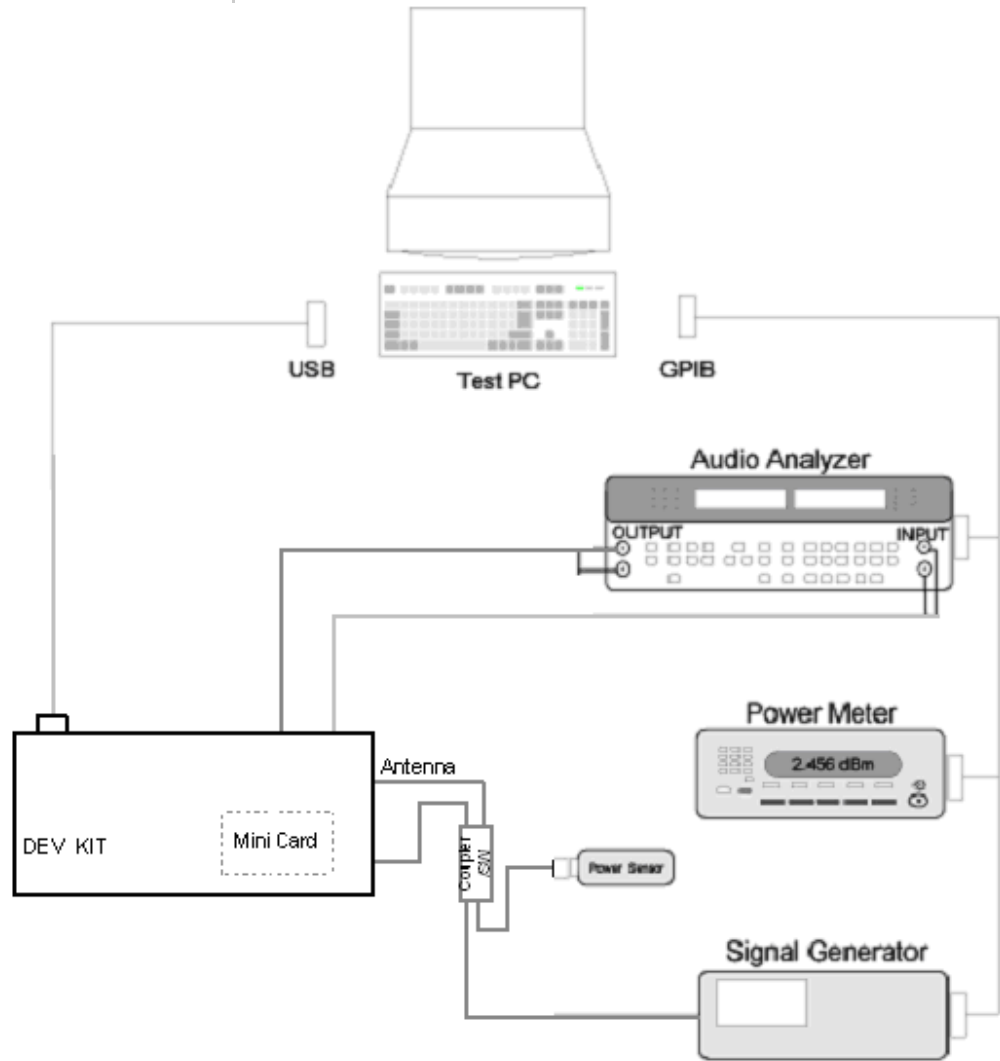 USB
Test PC
GPIB
Audio Analyzer
OUTPUT
INPUT
Power Meter
2.456 dBm
Antenna
DEV KIT
Mini Card
Coupler
SW
Power Sensor
Signal Generator